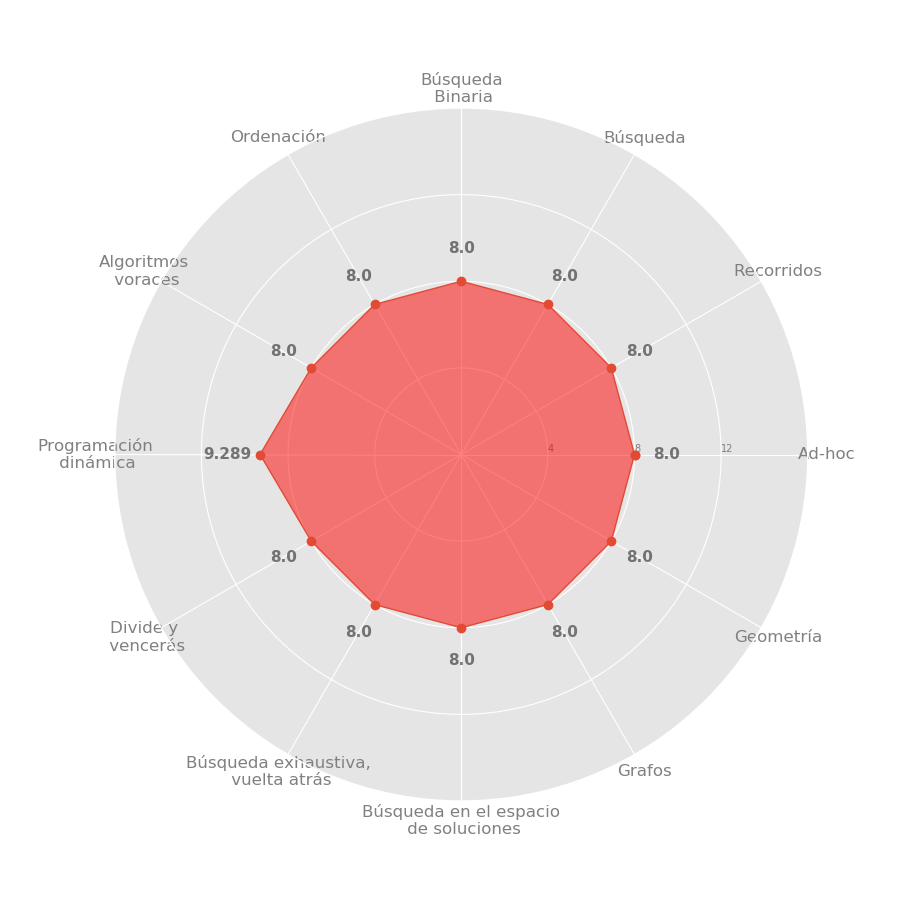 Búsqueda
Binaria
Ordenación
Búsqueda
8.0
Algoritmos
voraces
8.0
8.0
Recorridos
8.0
8.0
Programación
dinámica
9.289
4
8
12
8.0
Ad-hoc
8.0
8.0
Divide y
vencerás
8.0
8.0
Geometría
8.0
Búsqueda exhaustiva,
vuelta atrás
Grafos
Búsqueda en el espacio
de soluciones